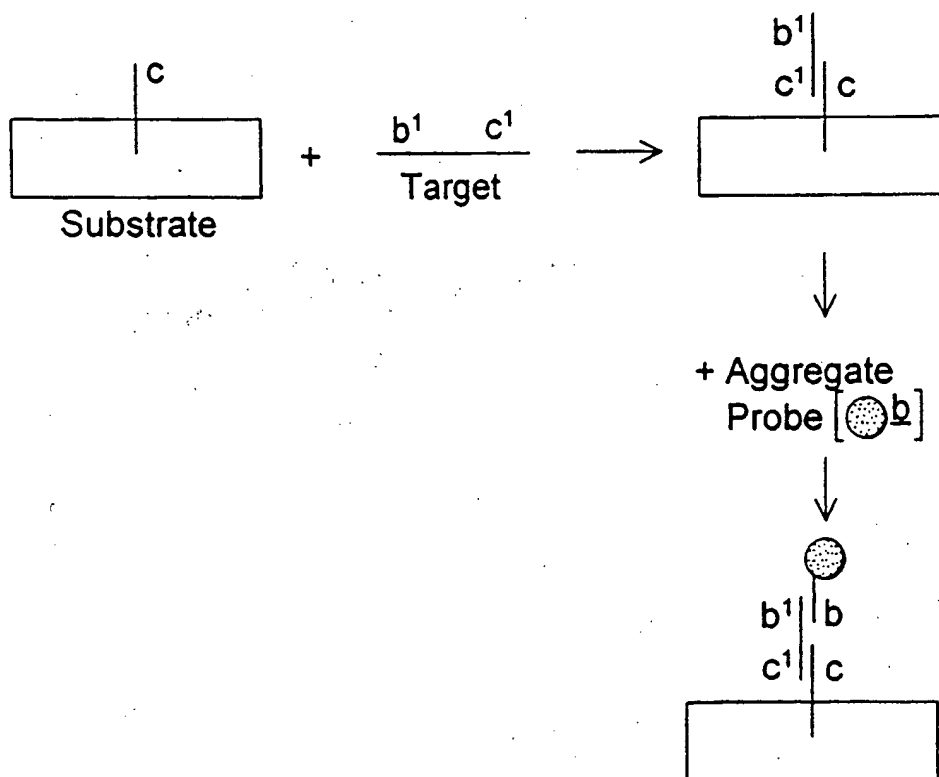 c
+
b¹ c¹
Target
Substrate
b¹
c¹ c
+ Aggregate
Probe [ b]
b¹ b
c¹ c